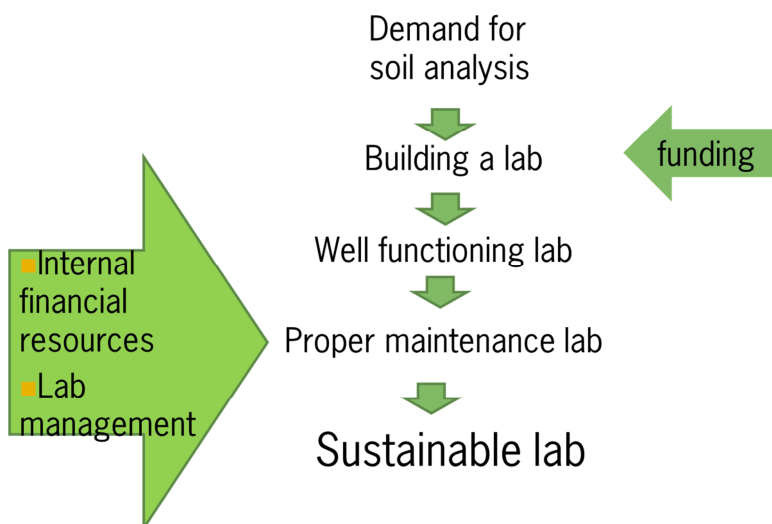 Demand for
soil analysis
Building a lab
funding
Well functioning lab
Internal
financial
resources
Lab
management
Proper maintenance lab
Sustainable lab